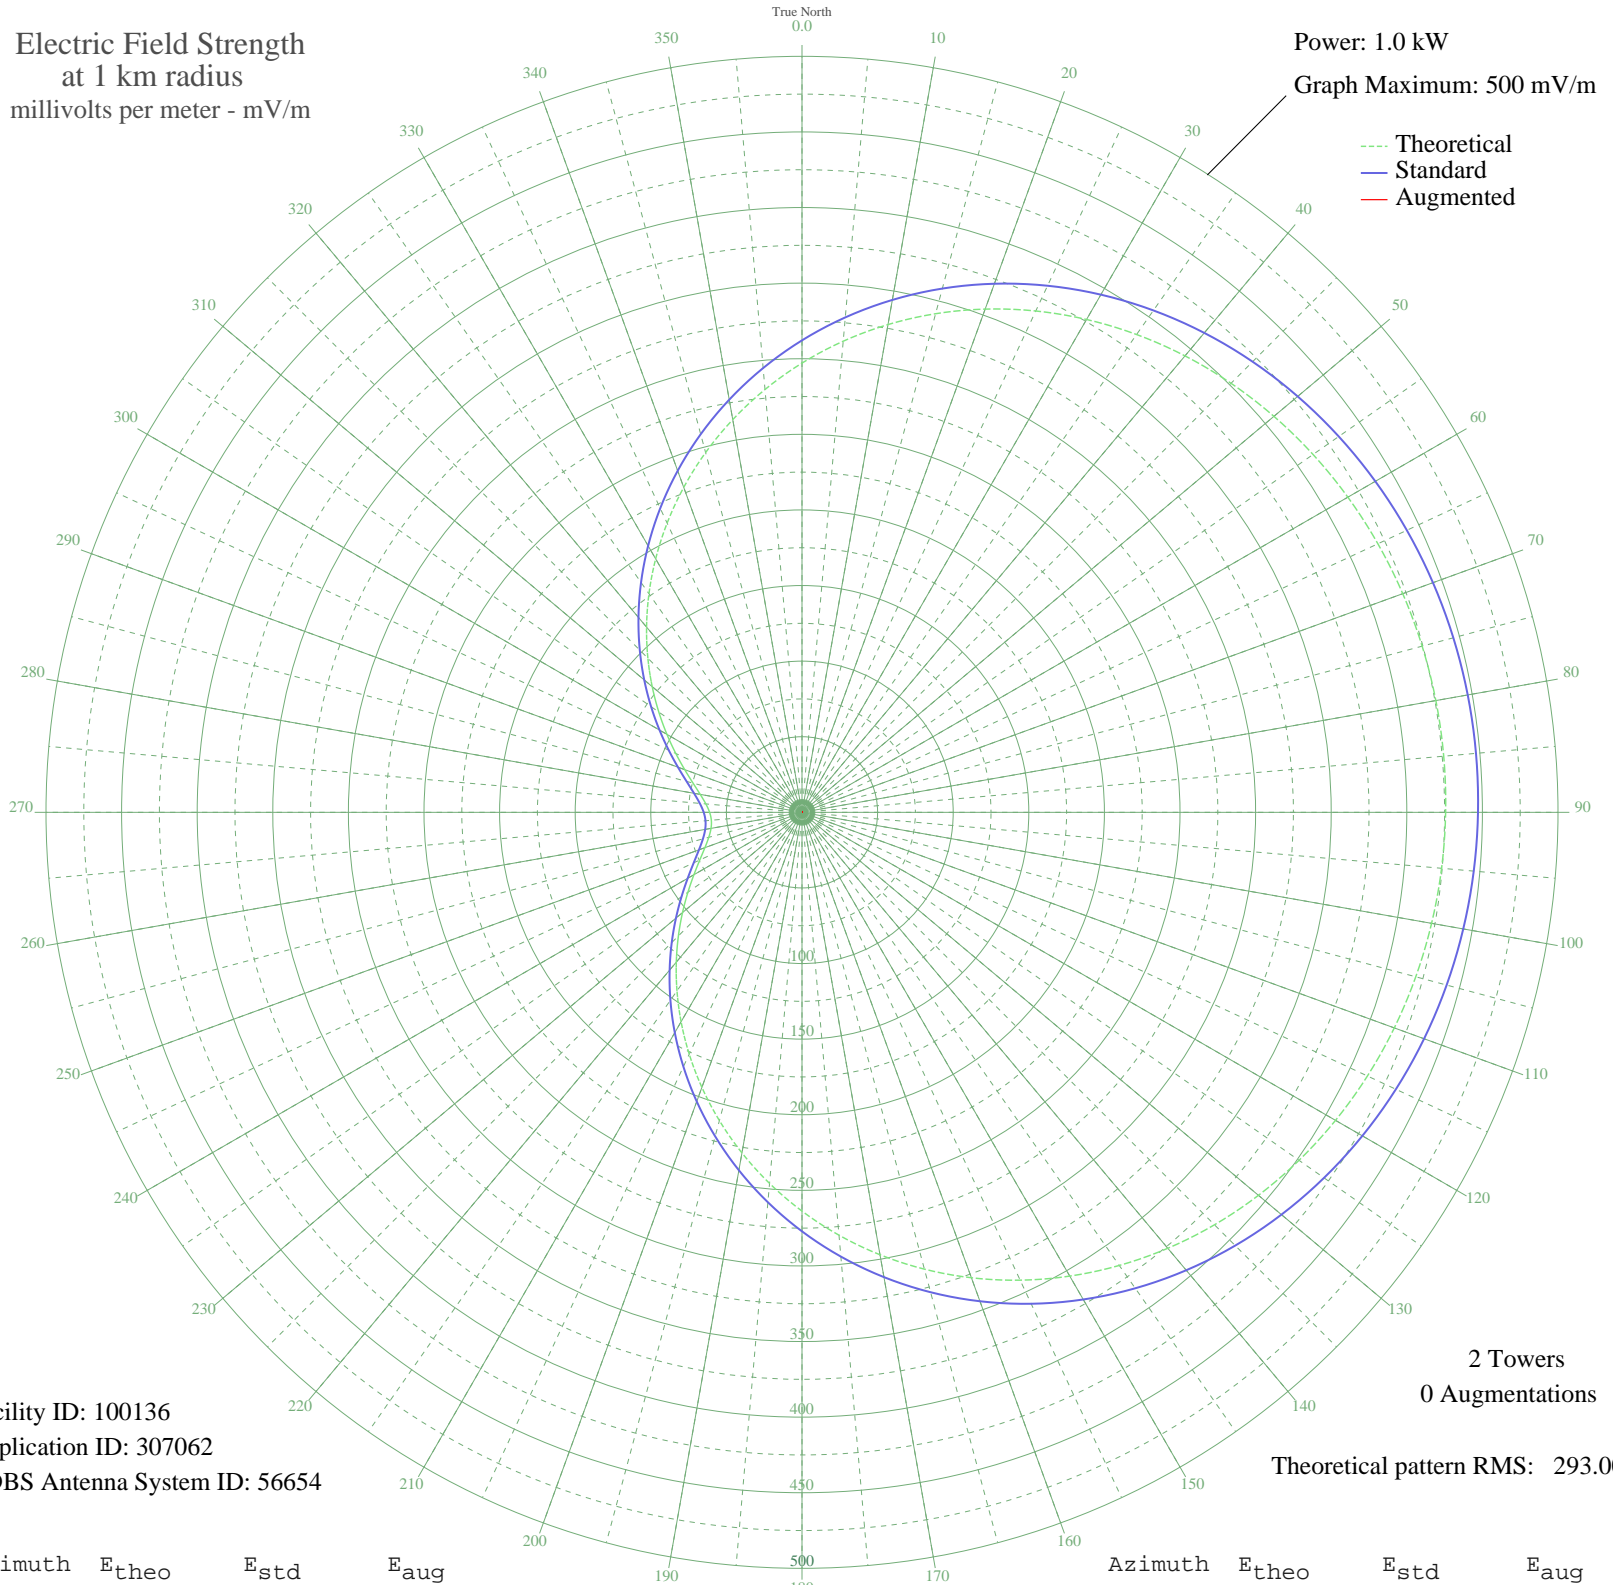 True North
0.0
Electric Field Strength
at 1 km radius
millivolts per meter - mV/m
Power: 1.0 kW
Graph Maximum: 500 mV/m
Theoretical
Standard
Augmented
10
20
30
40
50
60
70
80
90
100
110
120
130
140
150
160
170
190
200
210
220
230
240
250
260
270
280
290
300
310
320
330
340
350
100
150
200
250
300
350
400
450
500
2 Towers
0 Augmentations
Theoretical pattern RMS: 293.00
cility ID: 100136
plication ID: 307062
DBS Antenna System ID: 56654
imuth Etheo Estd Eaug
Azimuth Etheo Estd Eaug